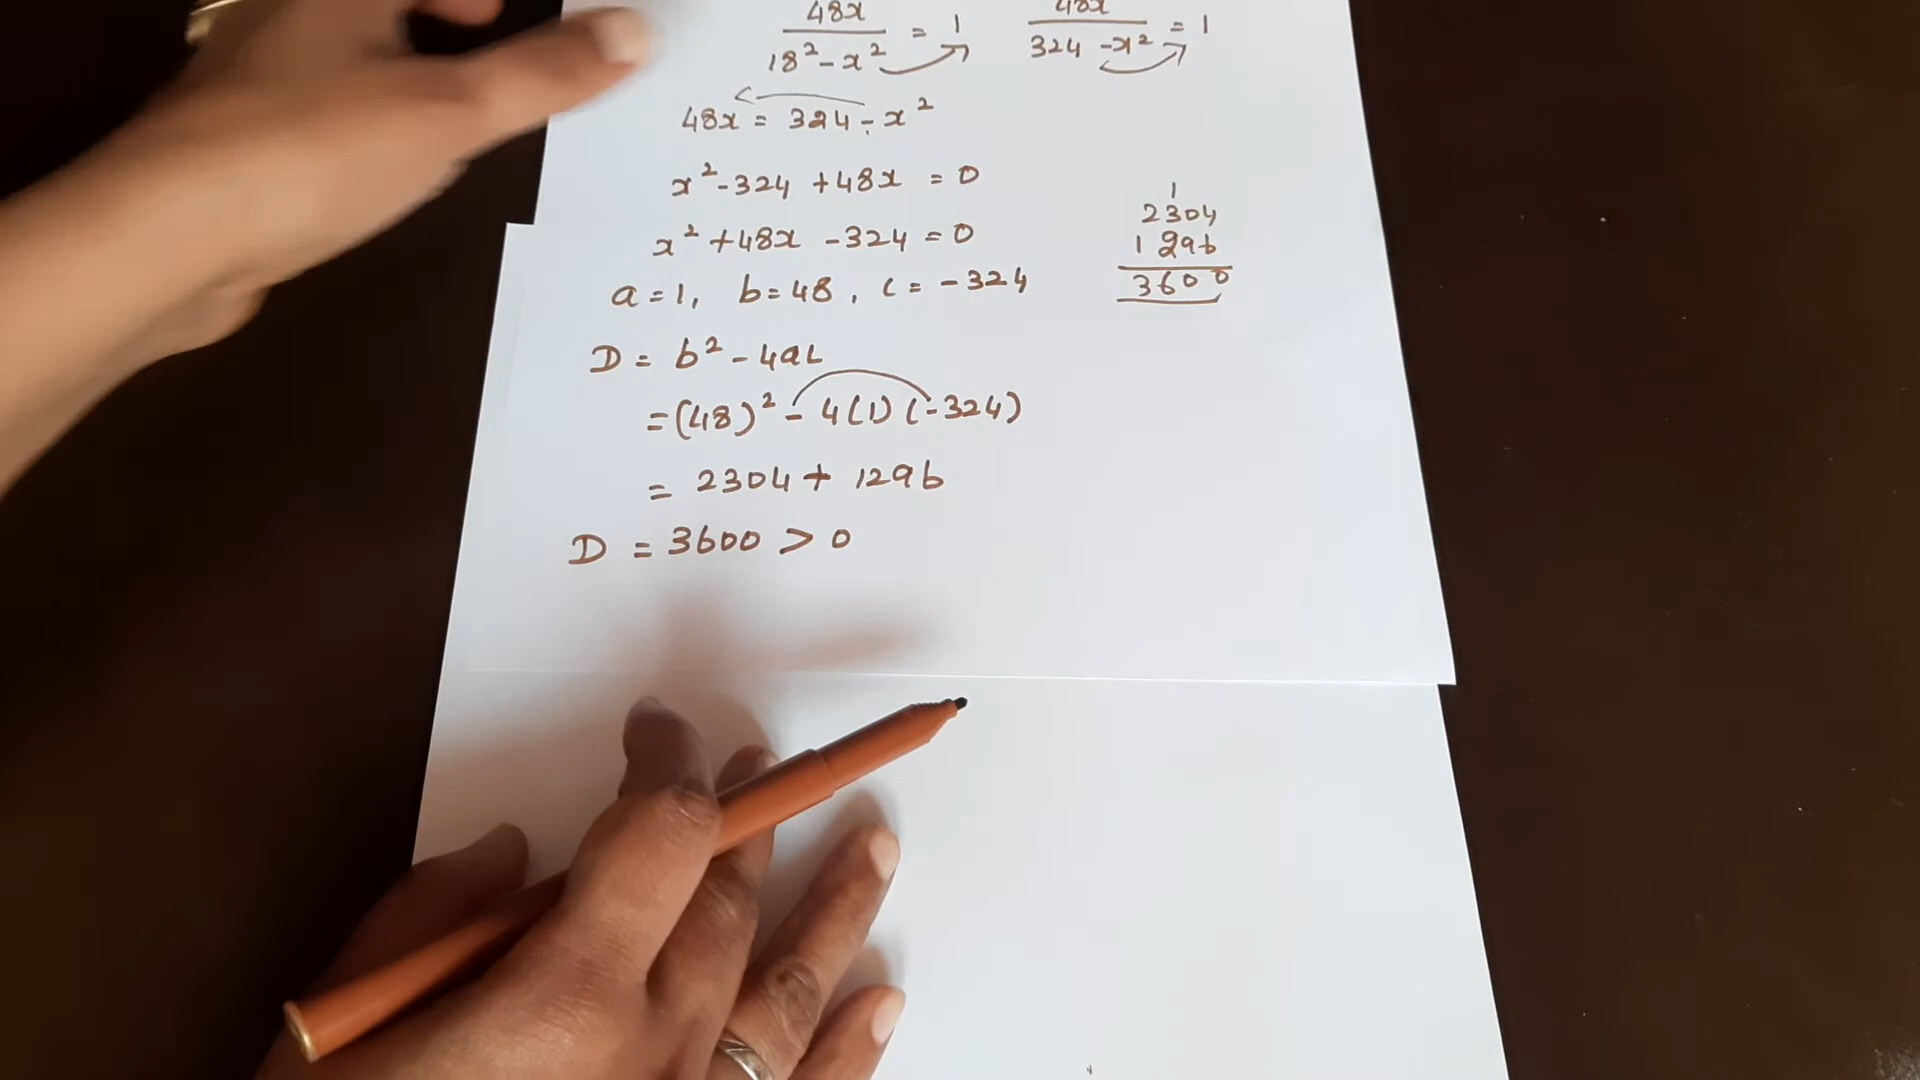 48x / 18² - x² = 1
48x / 324 - x² = 1
48x = 324 - x²
x² - 324 + 48x = 0
x² + 48x - 324 = 0
a = 1, b = 48, c = -324
D = b² - 4ac
= (48)² - 4(1)(-324)
= 2304 + 1296
D = 3600 > 0
1
2304
1296
3600